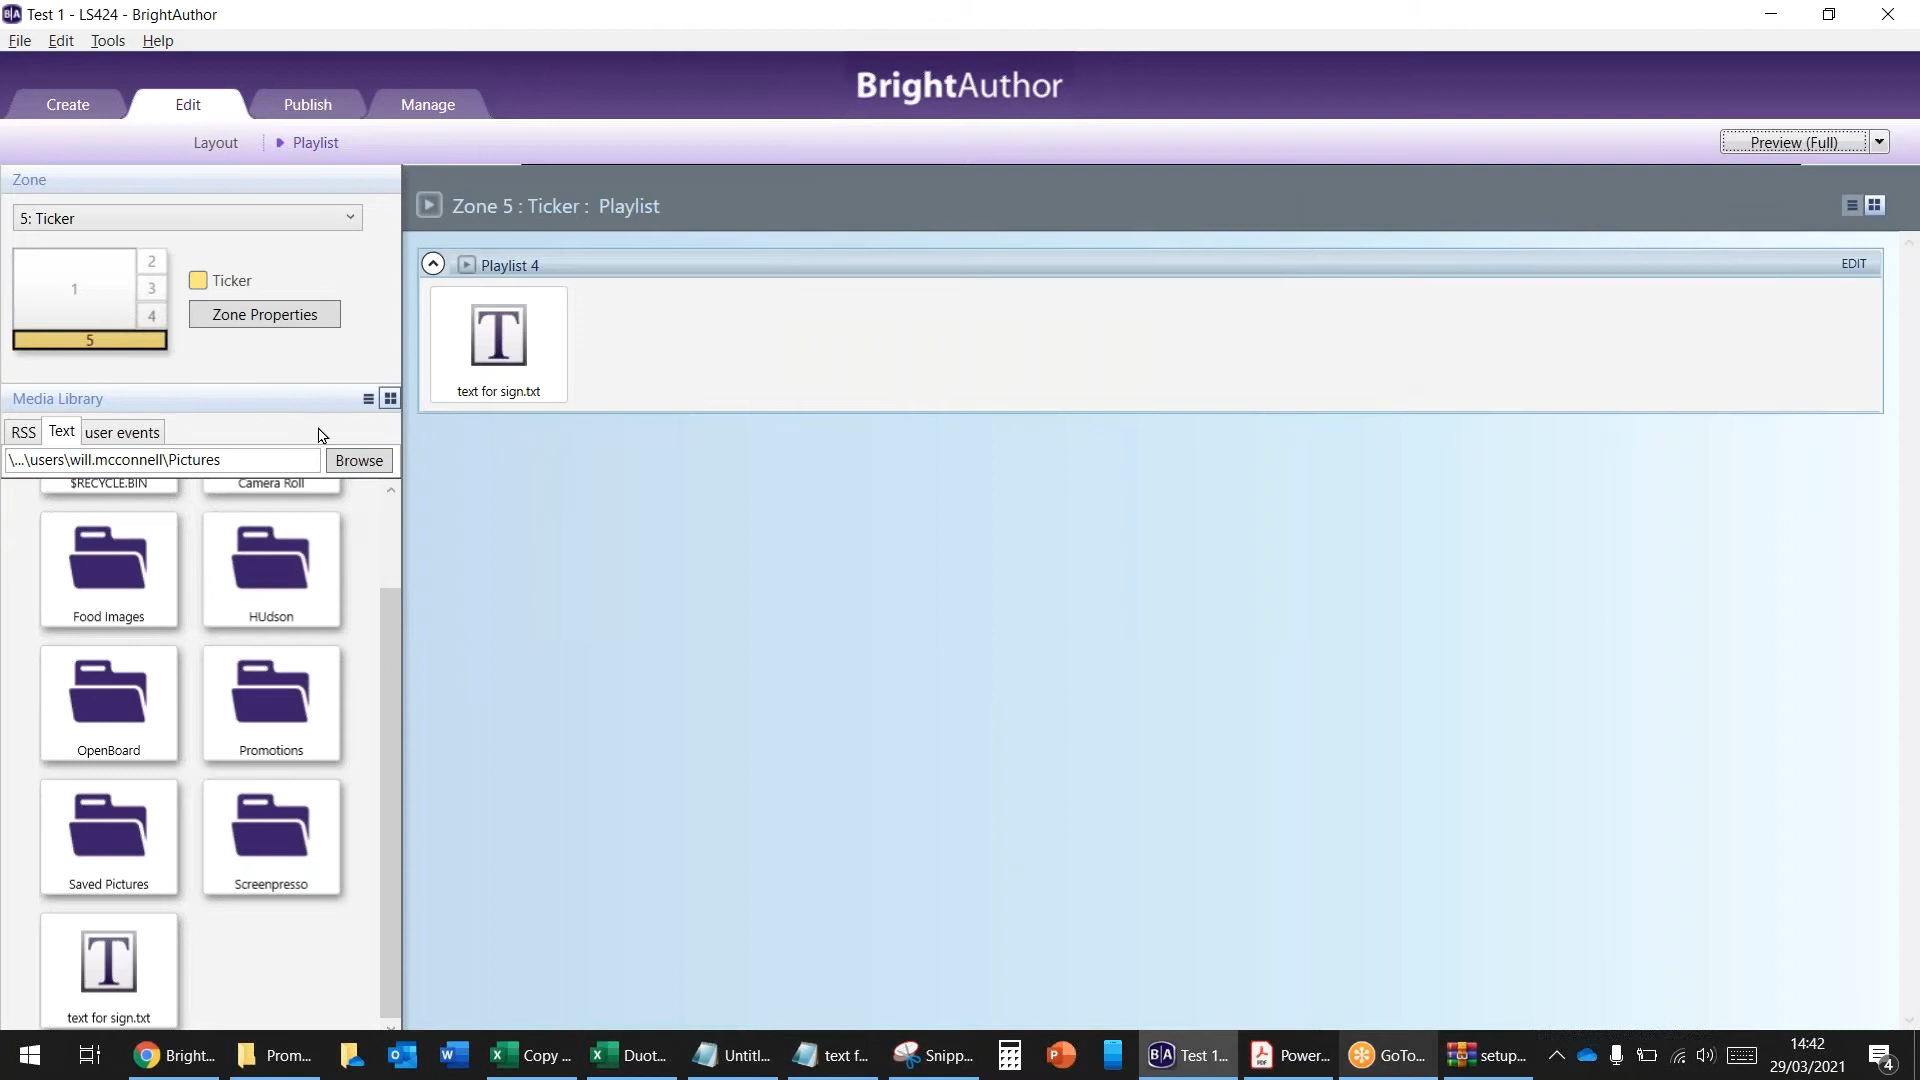 Test 1 - LS424 - BrightAuthor
File Edit Tools Help
BrightAuthor
Create Edit Publish Manage
Layout Playlist
Preview (Full)
Zone
5: Ticker
1
2
3
4
5
Ticker
Zone Properties
Zone 5 : Ticker : Playlist
Playlist 4
EDIT
text for sign.txt
Media Library
RSS Text user events
\...\users\will.mcconnell\Pictures
Browse
$RECYCLE.BIN Camera Roll
Food Images HUdson
OpenBoard Promotions
Saved Pictures Screenpresso
text for sign.txt
Bright... Prom... Copy ... Duot... Untitl... text f... Snipp... Test 1... Power... GoTo... setup...
14:42
29/03/2021
4